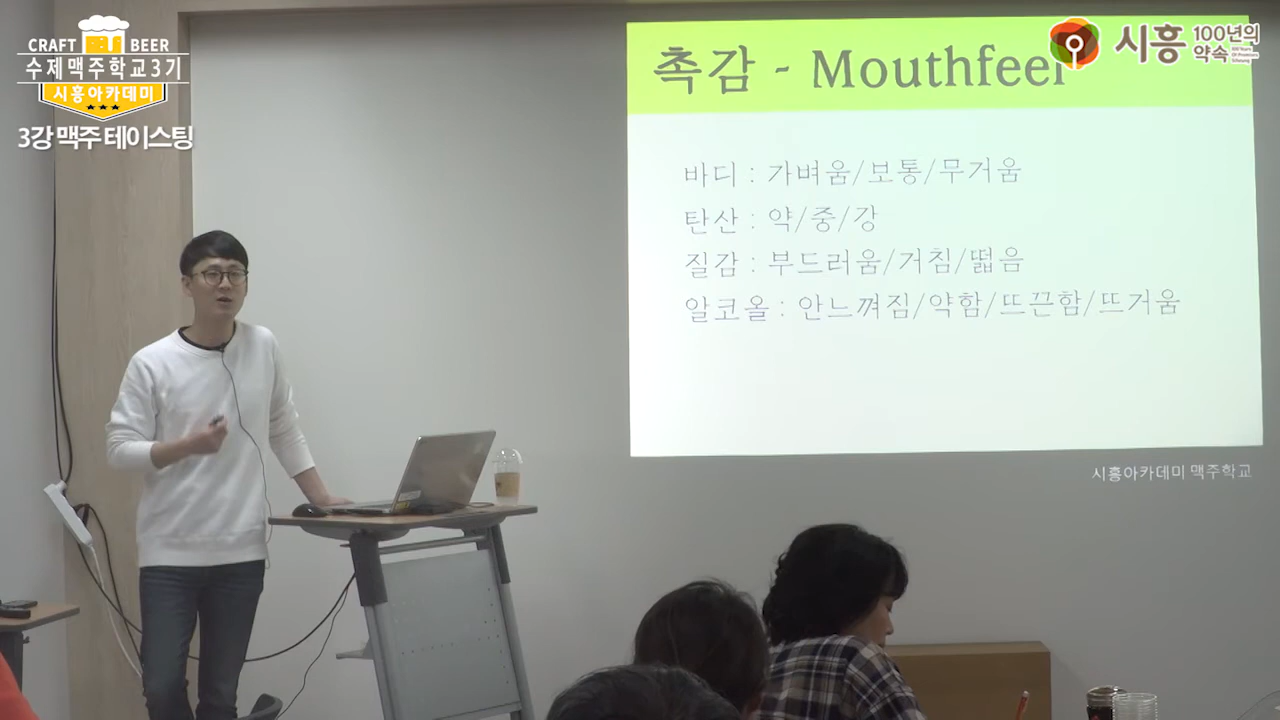 CRAFT BEER
수제맥주학교3기
시흥아카데미
3강 맥주 테이스팅
시흥 100년의 약속
촉감 - Mouthfeel
바디 : 가벼움/보통/무거움
탄산 : 약/중/강
질감 : 부드러움/거침/떫음
알코올 : 안느껴짐/약함/뜨끈함/뜨거움
시흥아카데미 맥주학교